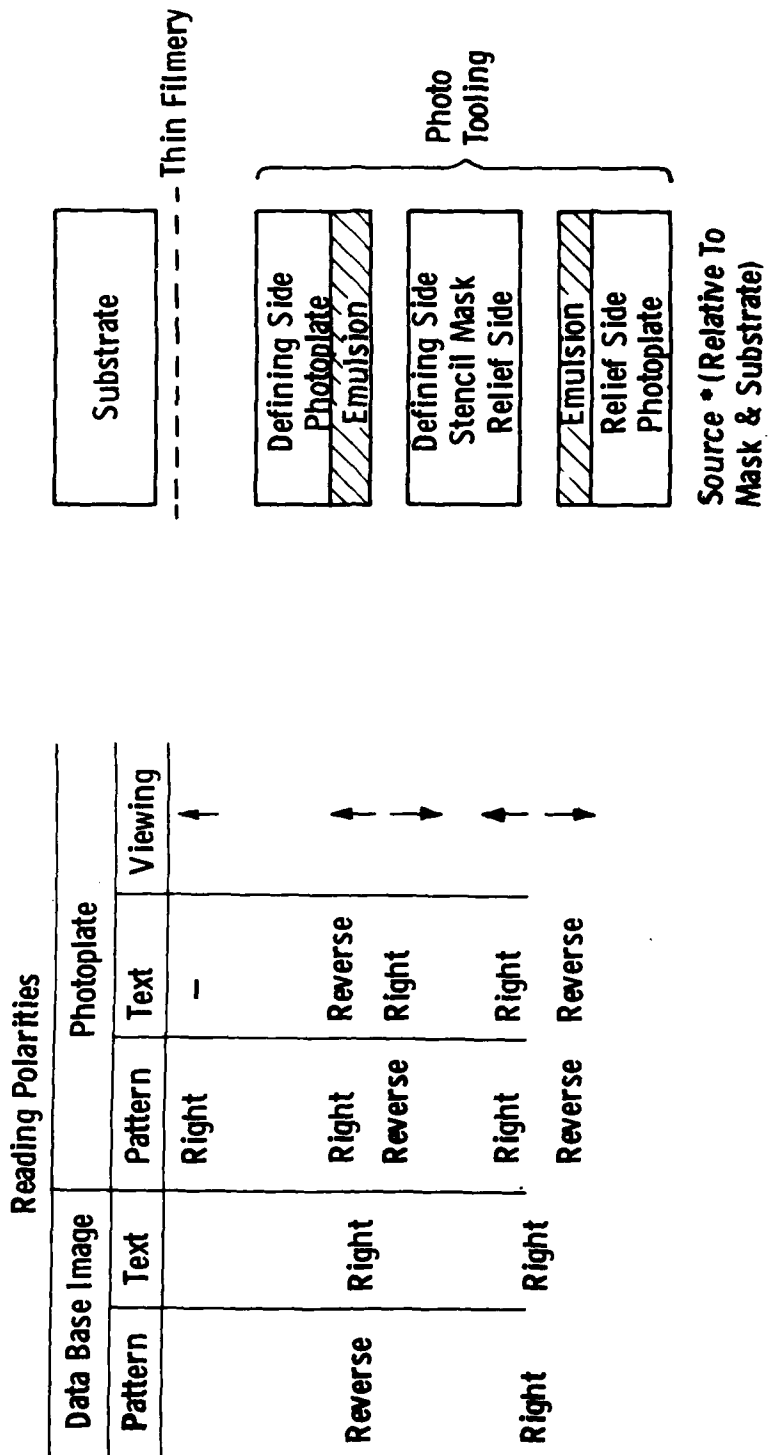 Reading Polarities
Data Base Image Photoplate
Pattern Text Pattern Text Viewing
Right –
Reverse Right Right Reverse
Reverse Right
Right Right Right Right
Reverse Reverse
Substrate
Thin Filmery
Defining Side
Photoplate
Emulsion
Defining Side
Stencil Mask
Relief Side
Emulsion
Relief Side
Photoplate
Photo
Tooling
Source * (Relative To
Mask & Substrate)